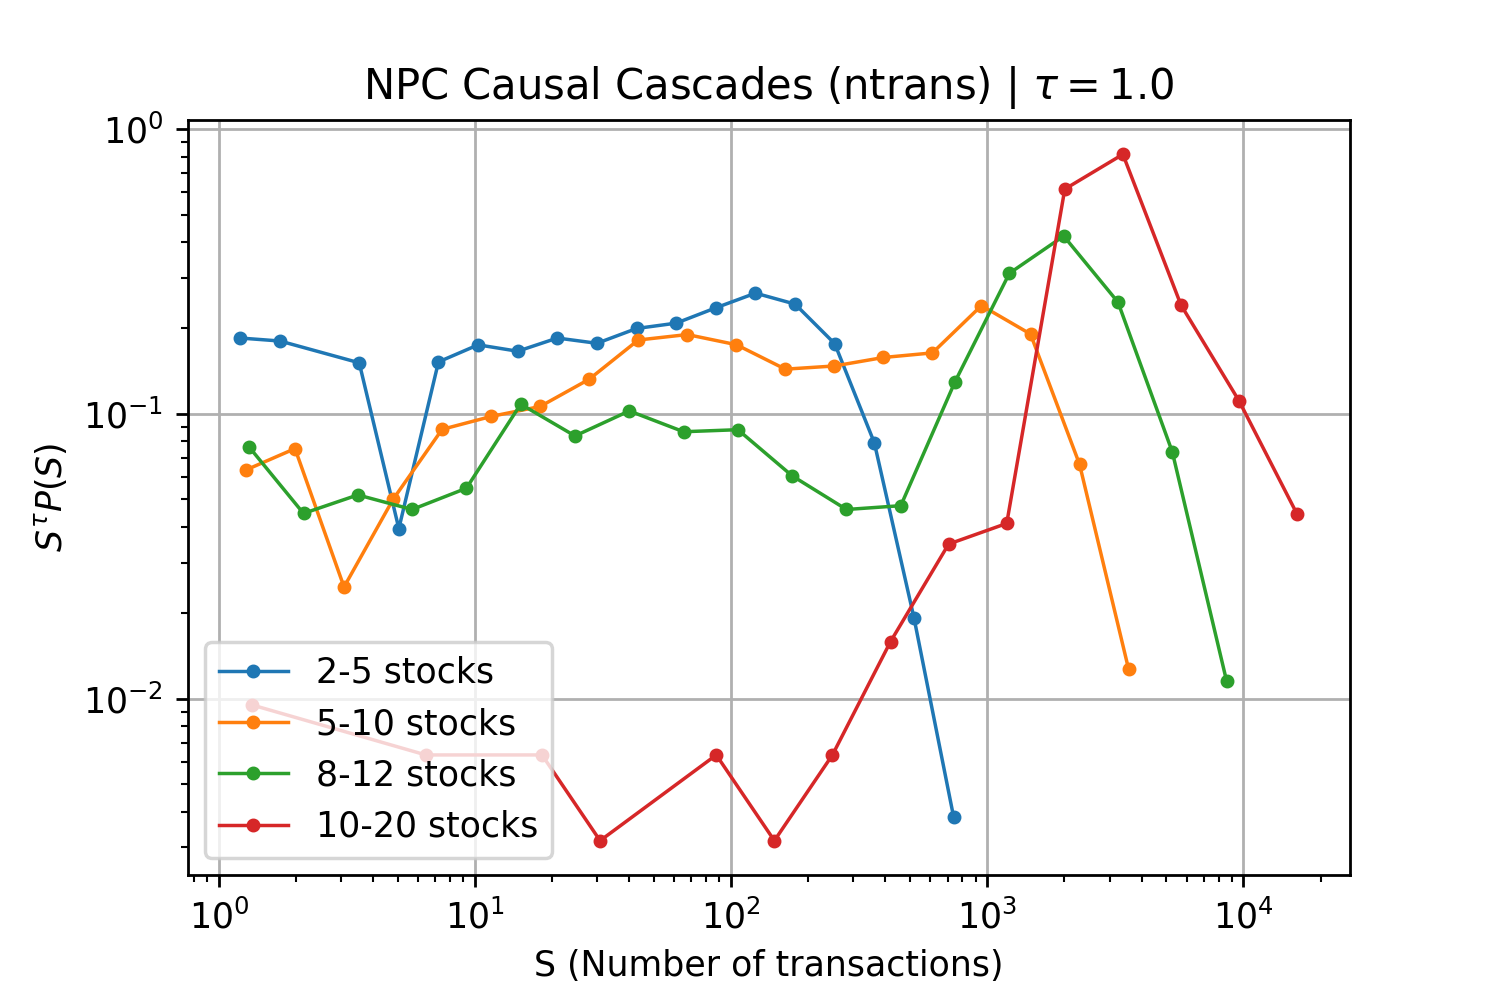 NPC Causal Cascades (ntrans) | τ = 1.0
10⁰
10⁻¹
10⁻²
S^τP(S)
2-5 stocks
5-10 stocks
8-12 stocks
10-20 stocks
10⁰ 10¹ 10² 10³ 10⁴
S (Number of transactions)